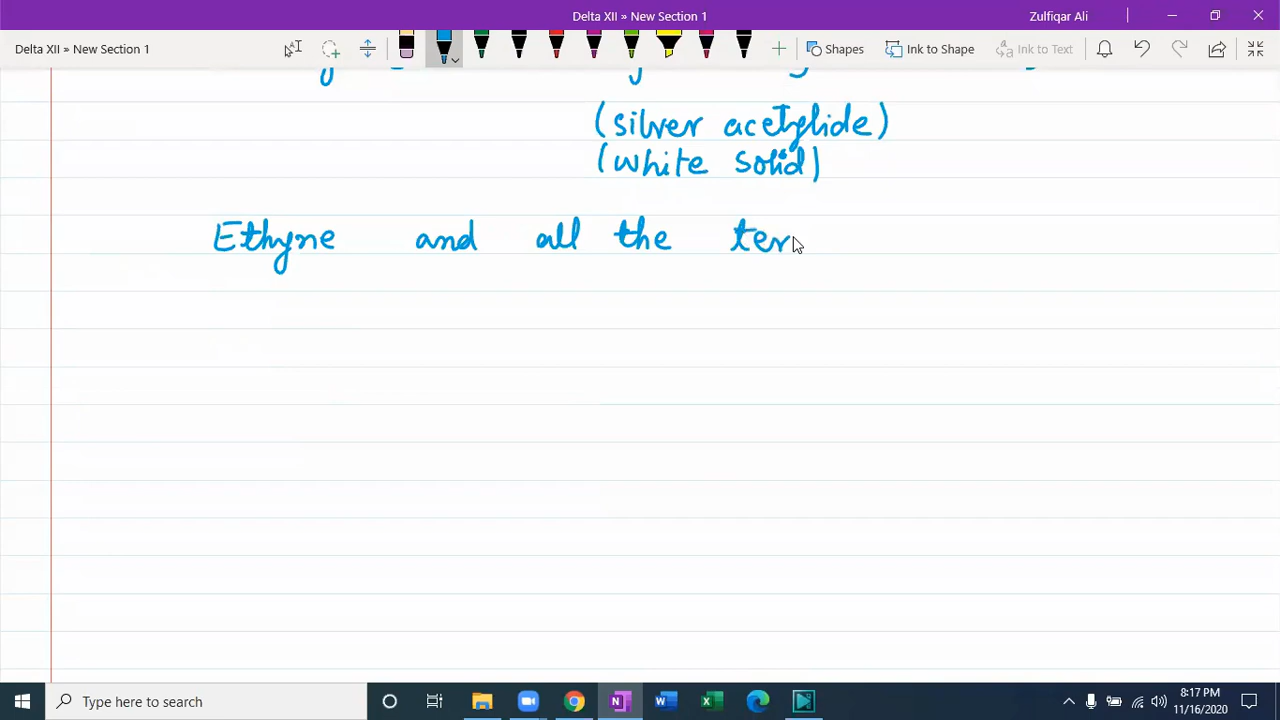 Delta XII » New Section 1
Zulfiqar Ali
Delta XII » New Section 1
Shapes
Ink to Shape
Ink to Text
(silver acetylide)
(white solid)
Ethyne and all the ter
Type here to search
8:17 PM
11/16/2020